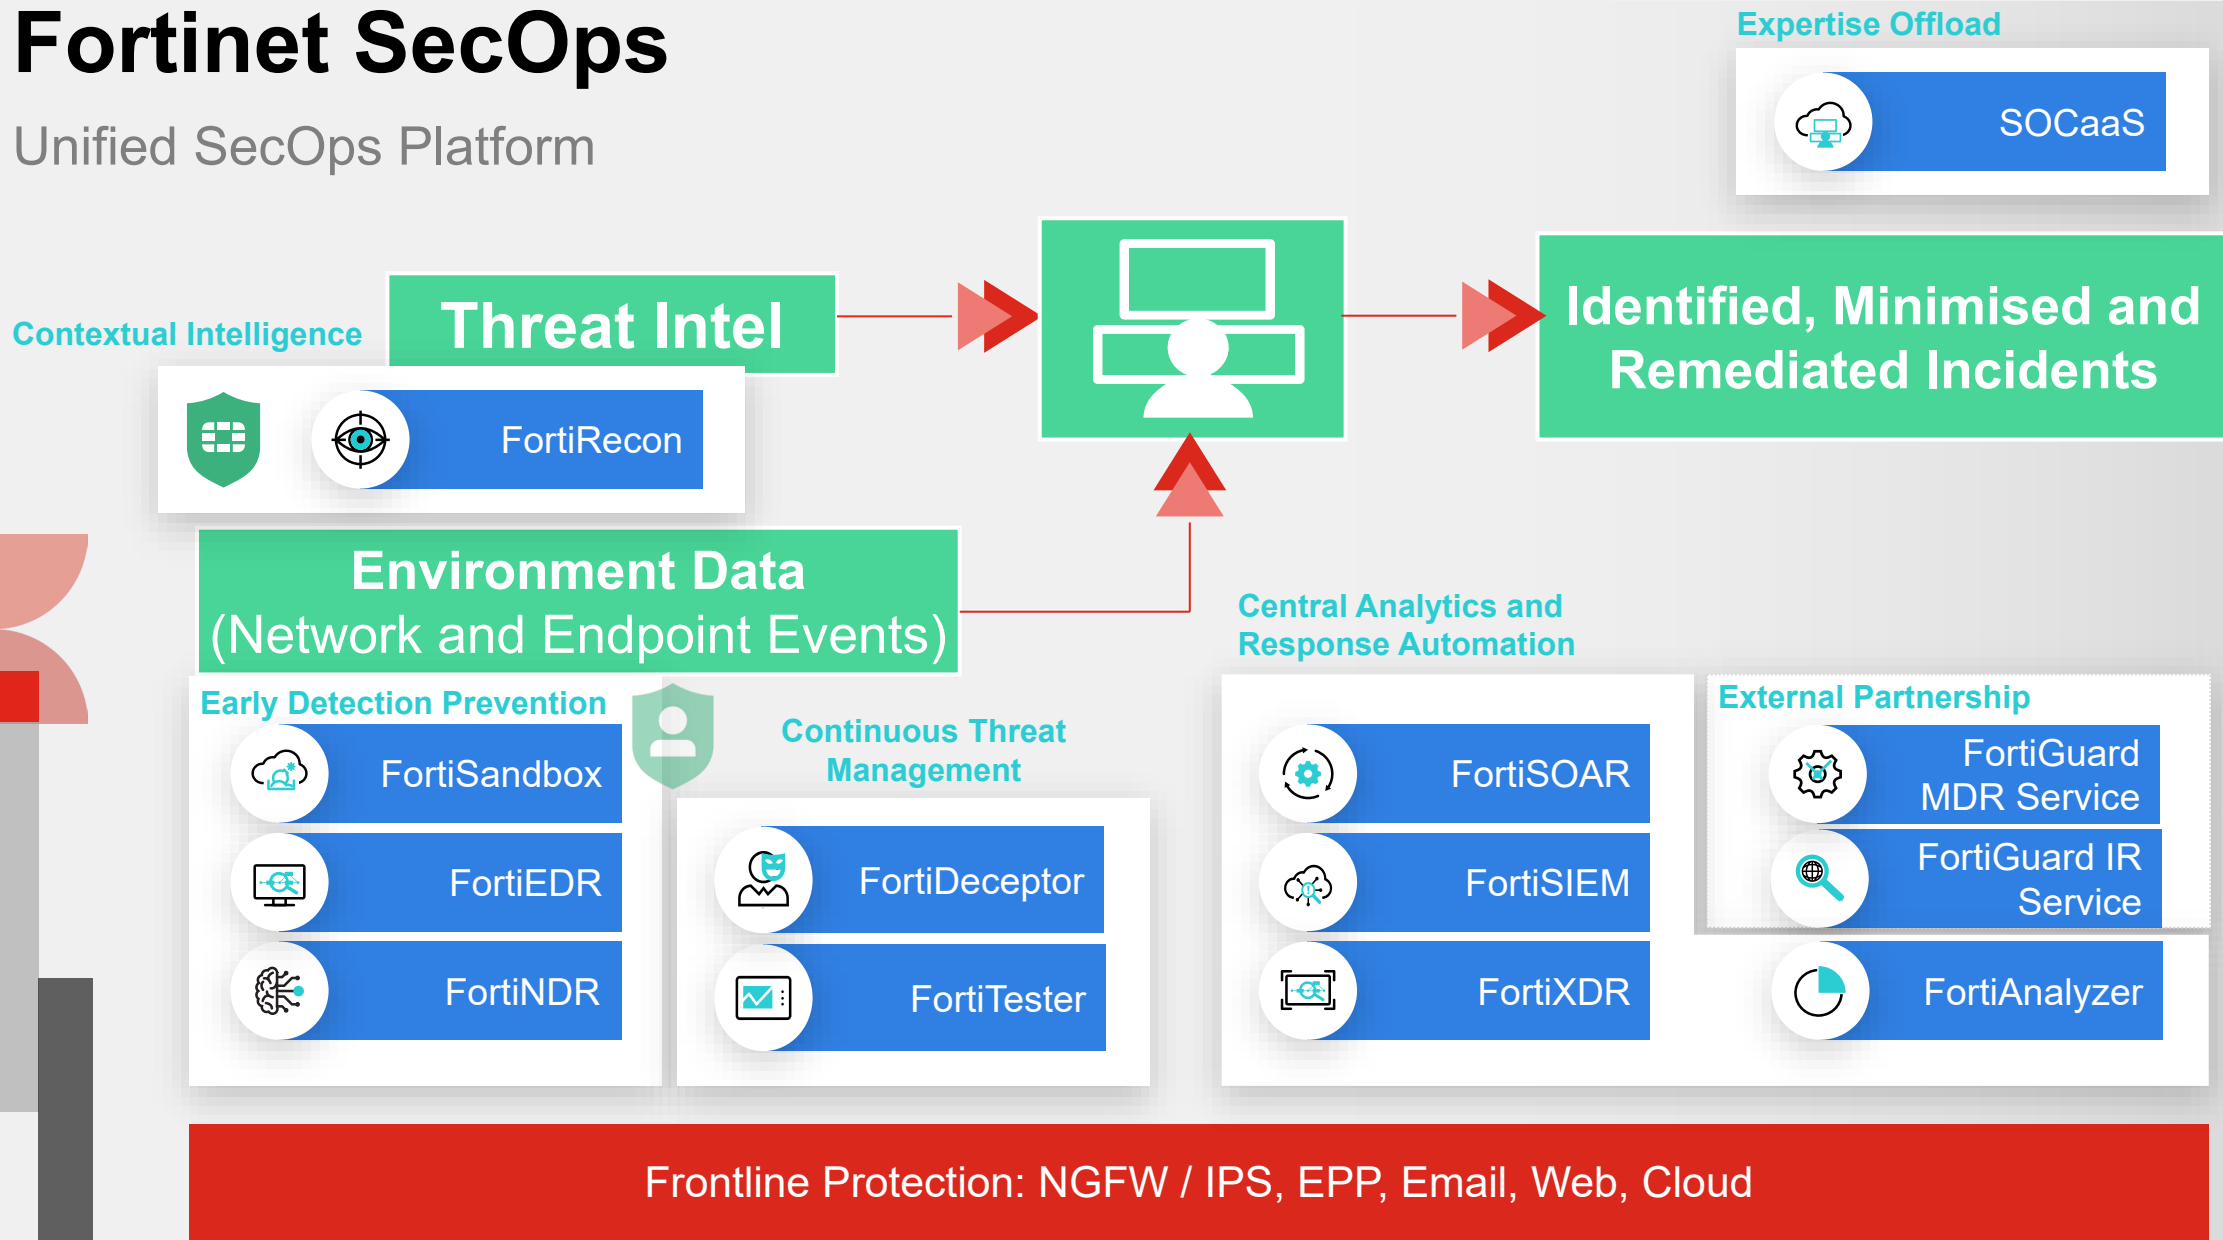 Fortinet SecOps
Unified SecOps Platform
Expertise Offload
SOCaaS
Contextual Intelligence
Threat Intel
Identified, Minimised and
Remediated Incidents
FortiRecon
Environment Data
(Network and Endpoint Events)
Early Detection Prevention
FortiSandbox
FortiEDR
FortiNDR
Continuous Threat
Management
FortiDeceptor
FortiTester
Central Analytics and
Response Automation
FortiSOAR
FortiSIEM
FortiXDR
External Partnership
FortiGuard
MDR Service
FortiGuard IR
Service
FortiAnalyzer
Frontline Protection: NGFW / IPS, EPP, Email, Web, Cloud